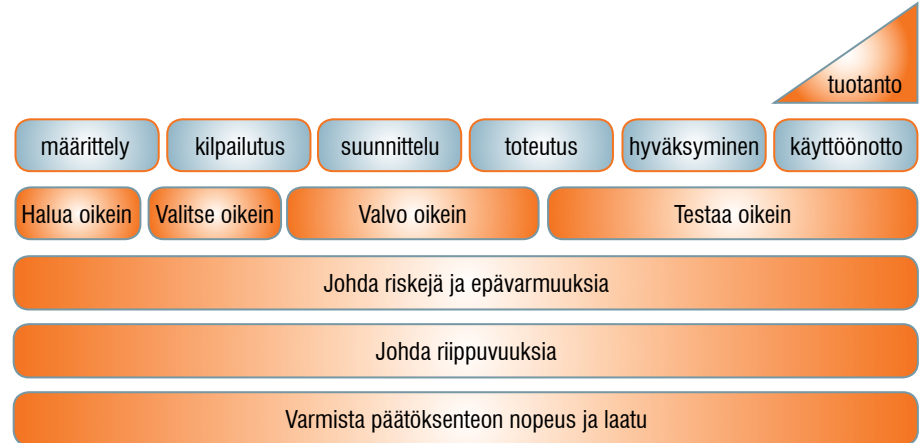 tuotanto
määrittely
kilpailutus
suunnittelu
toteutus
hyväksyminen
käyttöönotto
Halua oikein
Valitse oikein
Valvo oikein
Testaa oikein
Johda riskejä ja epävarmuuksia
Johda riippuvuuksia
Varmista päätöksenteon nopeus ja laatu